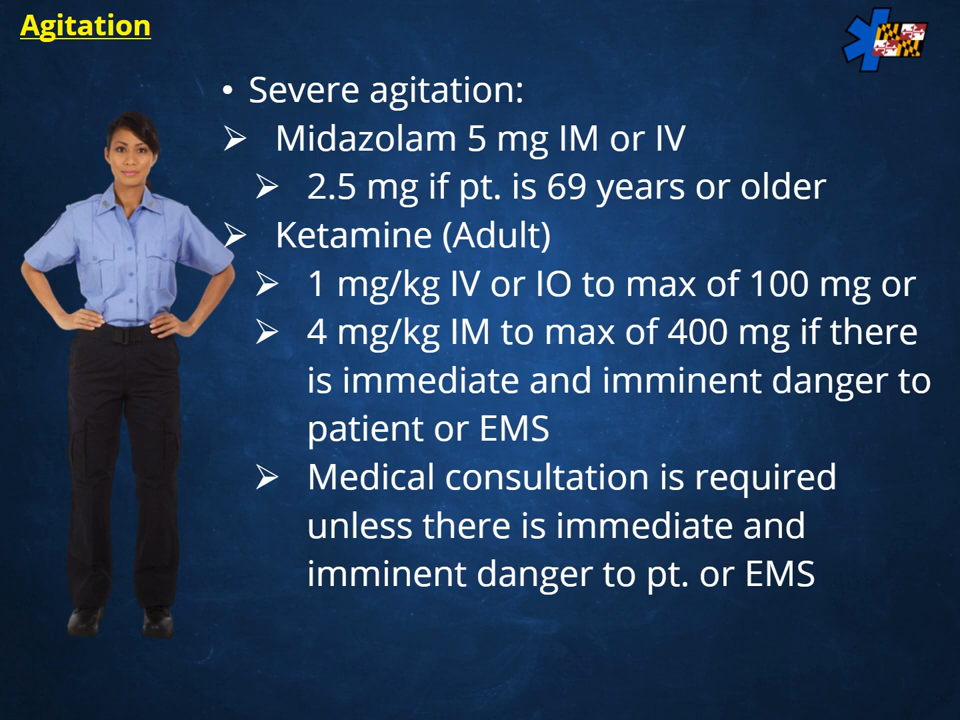 Agitation
• Severe agitation:
➢ Midazolam 5 mg IM or IV
➢ 2.5 mg if pt. is 69 years or older
➢ Ketamine (Adult)
➢ 1 mg/kg IV or IO to max of 100 mg or
➢ 4 mg/kg IM to max of 400 mg if there
is immediate and imminent danger to
patient or EMS
➢ Medical consultation is required
unless there is immediate and
imminent danger to pt. or EMS